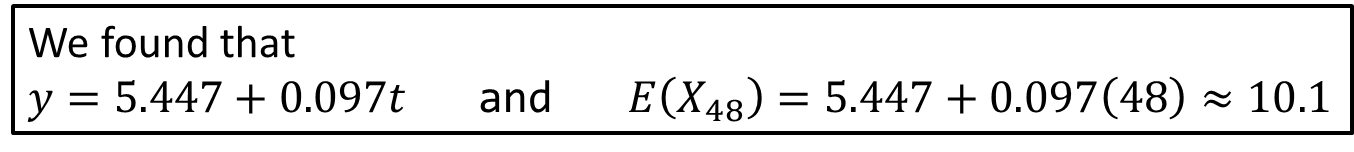 We found that
𝑦 = 5.447 + 0.097𝑡 and 𝐸(𝑋₄₈) = 5.447 + 0.097(48) ≈ 10.1